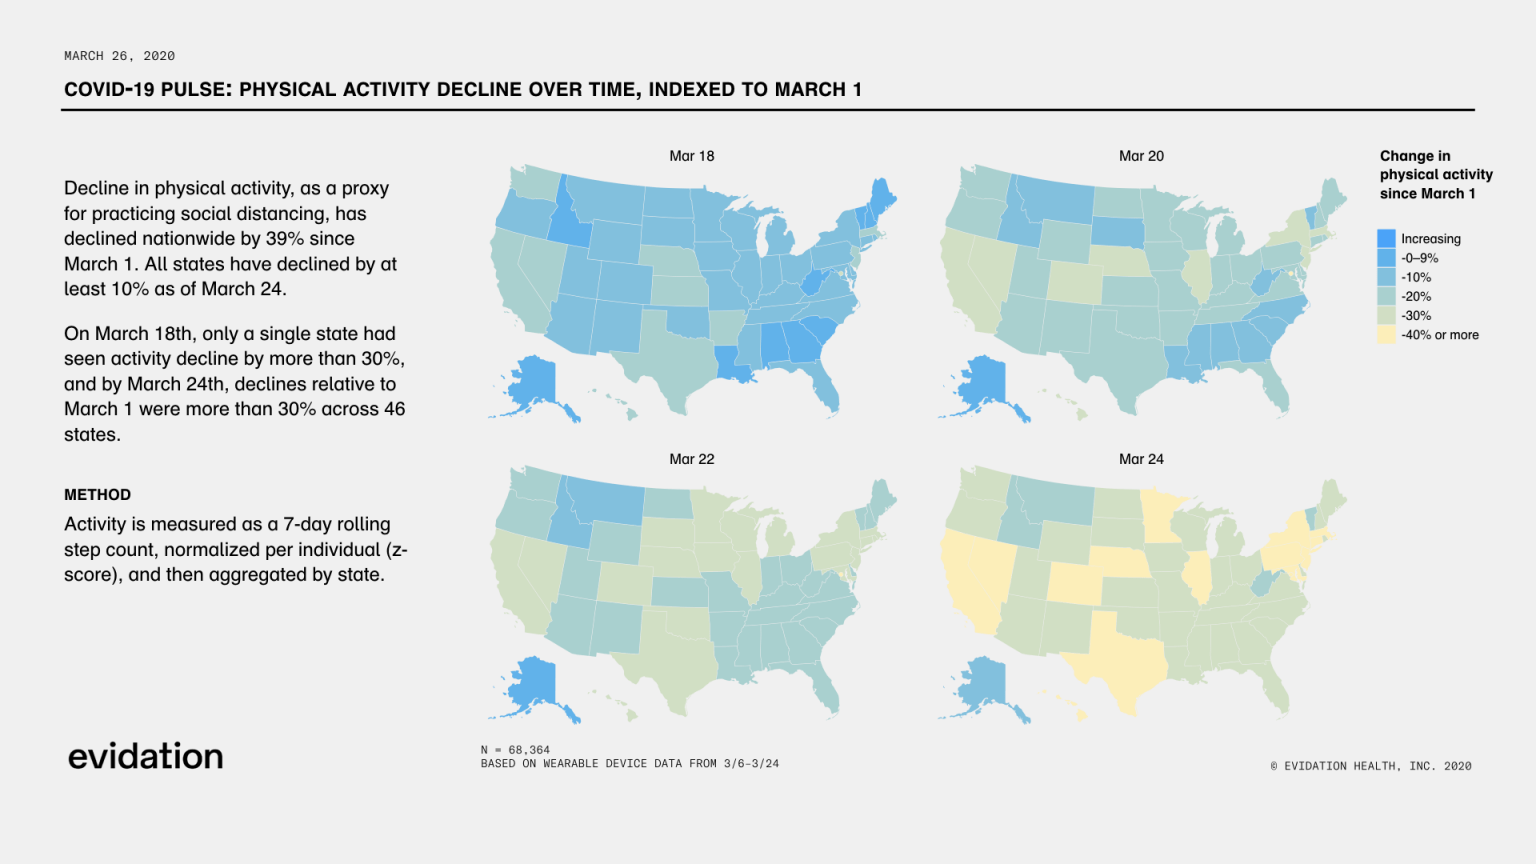 MARCH 26, 2020
COVID-19 PULSE: PHYSICAL ACTIVITY DECLINE OVER TIME, INDEXED TO MARCH 1
Decline in physical activity, as a proxy
for practicing social distancing, has
declined nationwide by 39% since
March 1. All states have declined by at
least 10% as of March 24.
On March 18th, only a single state had
seen activity decline by more than 30%,
and by March 24th, declines relative to
March 1 were more than 30% across 46
states.
METHOD
Activity is measured as a 7-day rolling
step count, normalized per individual (z-
score), and then aggregated by state.
evidation
Mar 18
Mar 20
Mar 22
Mar 24
Change in
physical activity
since March 1
Increasing
-0–9%
-10%
-20%
-30%
-40% or more
N = 68,364
BASED ON WEARABLE DEVICE DATA FROM 3/6–3/24
© EVIDATION HEALTH, INC. 2020